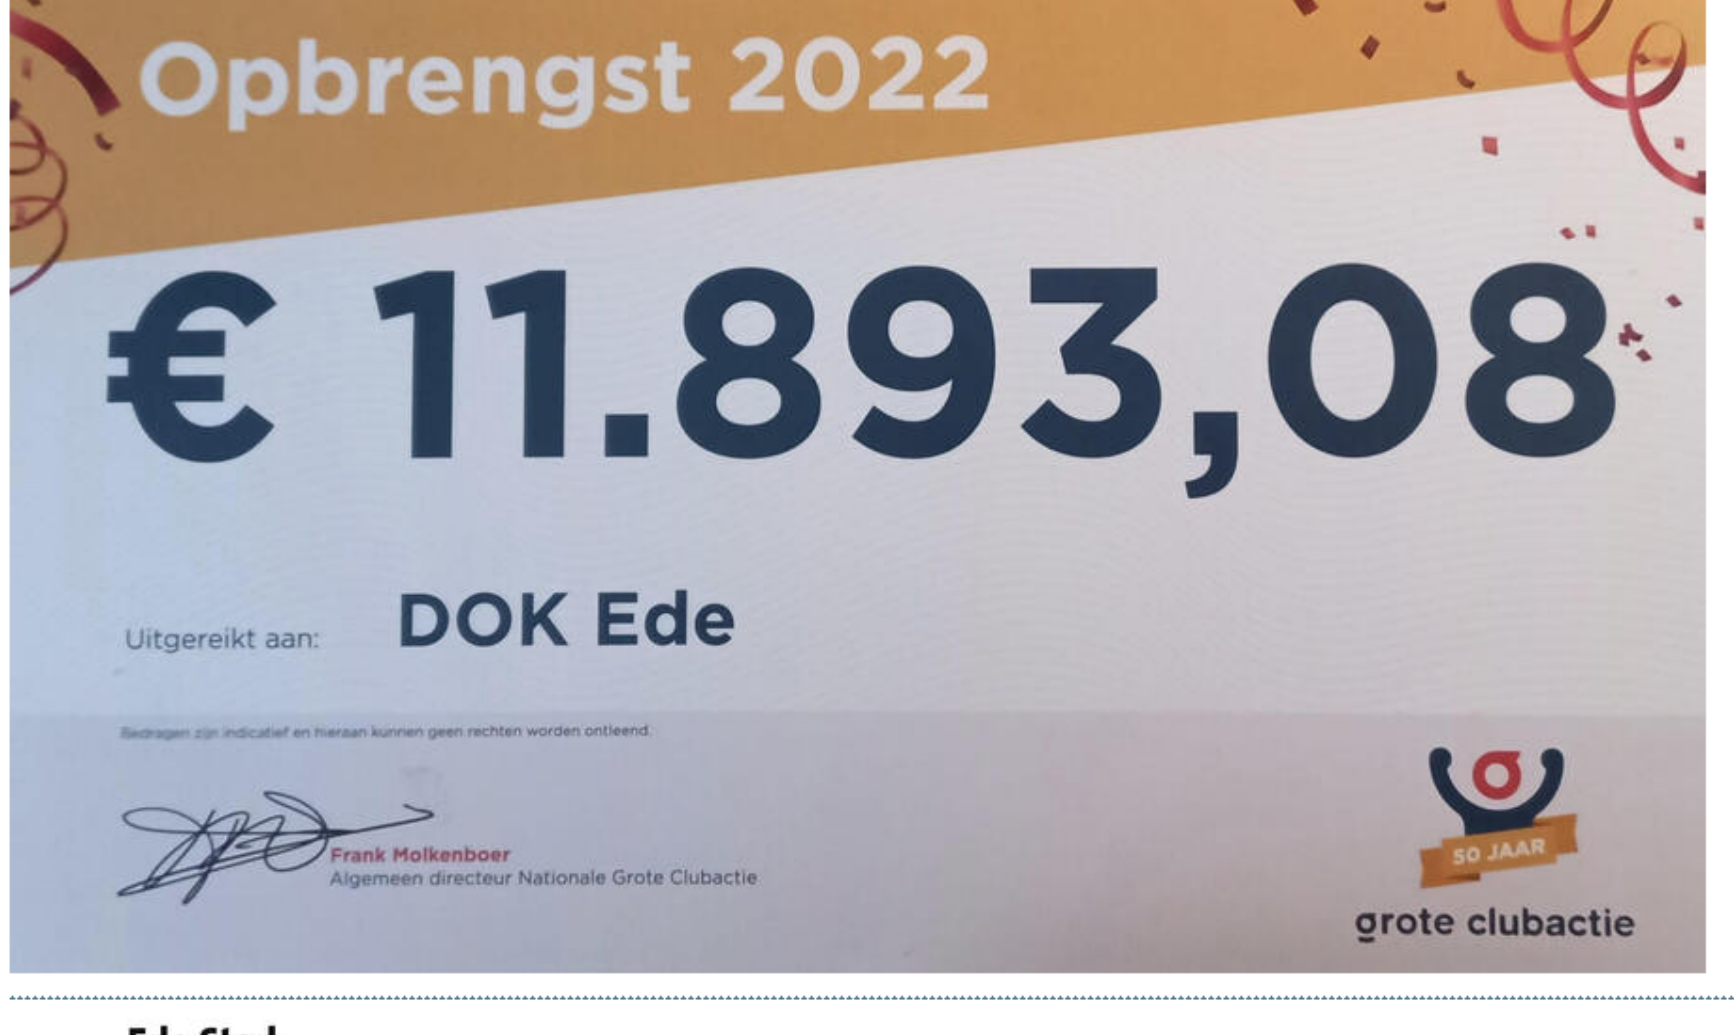 Opbrengst 2022
€ 11.893,08
Uitgereikt aan: DOK Ede
Bedragen zijn indicatief en hieraan kunnen geen rechten worden ontleend.
Frank Molkenboer
Algemeen directeur Nationale Grote Clubactie
50 JAAR
grote clubactie